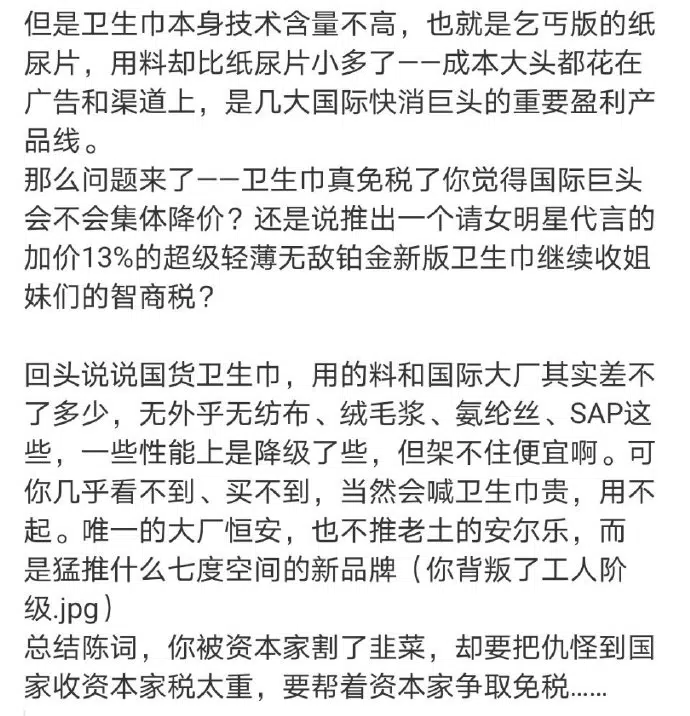 但是卫生巾本身技术含量不高，也就是乞丐版的纸
尿片，用料却比纸尿片小多了——成本大头都花在
广告和渠道上，是几大国际快消巨头的重要盈利产
品线。
那么问题来了——卫生巾真免税了你觉得国际巨头
会不会集体降价？还是说推出一个请女明星代言的
加价13%的超级轻薄无敌铂金新版卫生巾继续收姐
妹们的智商税？
回头说说国货卫生巾，用的料和国际大厂其实差不
了多少，无外乎无纺布、绒毛浆、氨纶丝、SAP这
些，一些性能上是降级了些，但架不住便宜啊。可
你几乎看不到、买不到，当然会喊卫生巾贵，用不
起。唯一的大厂恒安，也不推老土的安尔乐，而
是猛推什么七度空间的新品牌（你背叛了工人阶
级.jpg）
总结陈词，你被资本家割了韭菜，却要把仇怪到国
家收资本家税太重，要帮着资本家争取免税……